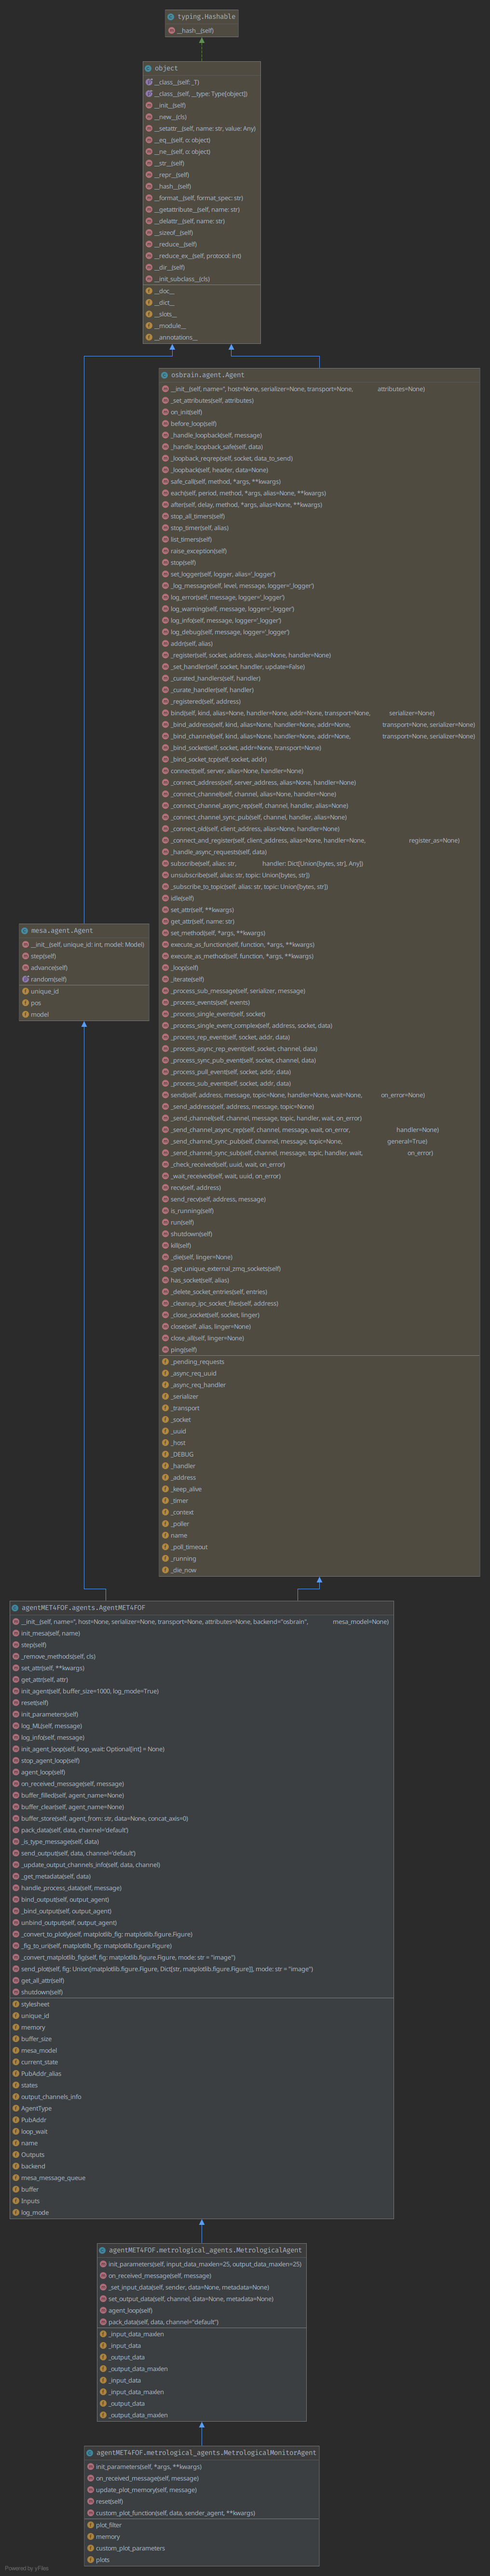 typing.Hashable
__hash__(self)
object
__class__(self: _T)
__class__(self, __type: Type[object])
__init__(self)
__new__(cls)
__setattr__(self, name: str, value: Any)
__eq__(self, o: object)
__ne__(self, o: object)
__str__(self)
__repr__(self)
__hash__(self)
__format__(self, format_spec: str)
__getattribute__(self, name: str)
__delattr__(self, name: str)
__sizeof__(self)
__reduce__(self)
__reduce_ex__(self, protocol: int)
__dir__(self)
__init_subclass__(cls)
__doc__
__dict__
__slots__
__module__
__annotations__
osbrain.agent.Agent
__init__(self, name='', host=None, serializer=None, transport=None, attributes=None)
_set_attributes(self, attributes)
on_init(self)
before_loop(self)
_handle_loopback(self, message)
_handle_loopback_safe(self, data)
_loopback_reqrep(self, socket, data_to_send)
_loopback(self, header, data=None)
safe_call(self, method, *args, **kwargs)
each(self, period, method, *args, alias=None, **kwargs)
after(self, delay, method, *args, alias=None, **kwargs)
stop_all_timers(self)
stop_timer(self, alias)
list_timers(self)
raise_exception(self)
stop(self)
set_logger(self, logger, alias='_logger')
_log_message(self, level, message, logger='_logger')
log_error(self, message, logger='_logger')
log_warning(self, message, logger='_logger')
log_info(self, message, logger='_logger')
log_debug(self, message, logger='_logger')
addr(self, alias)
_register(self, socket, address, alias=None, handler=None)
_set_handler(self, socket, handler, update=False)
_curated_handlers(self, handler)
_curate_handler(self, handler)
_registered(self, address)
bind(self, kind, alias=None, handler=None, addr=None, transport=None, serializer=None)
_bind_address(self, kind, alias=None, handler=None, addr=None, transport=None, serializer=None)
_bind_channel(self, kind, alias=None, handler=None, addr=None, transport=None, serializer=None)
_bind_socket(self, socket, addr=None, transport=None)
_bind_socket_tcp(self, socket, addr)
connect(self, server, alias=None, handler=None)
_connect_address(self, server_address, alias=None, handler=None)
_connect_channel(self, channel, alias=None, handler=None)
_connect_channel_async_rep(self, channel, handler, alias=None)
_connect_channel_sync_pub(self, channel, handler, alias=None)
_connect_old(self, client_address, alias=None, handler=None)
_connect_and_register(self, client_address, alias=None, handler=None, register_as=None)
_handle_async_requests(self, data)
subscribe(self, alias: str, handler: Dict[Union[bytes, str], Any])
unsubscribe(self, alias: str, topic: Union[bytes, str])
_subscribe_to_topic(self, alias: str, topic: Union[bytes, str])
idle(self)
set_attr(self, **kwargs)
get_attr(self, name: str)
set_method(self, *args, **kwargs)
execute_as_function(self, function, *args, **kwargs)
execute_as_method(self, function, *args, **kwargs)
_loop(self)
_iterate(self)
_process_sub_message(self, serializer, message)
_process_events(self, events)
_process_single_event(self, socket)
_process_single_event_complex(self, address, socket, data)
_process_rep_event(self, socket, addr, data)
_process_async_rep_event(self, socket, channel, data)
_process_sync_pub_event(self, socket, channel, data)
_process_pull_event(self, socket, addr, data)
_process_sub_event(self, socket, addr, data)
send(self, address, message, topic=None, handler=None, wait=None, on_error=None)
_send_address(self, address, message, topic=None)
_send_channel(self, channel, message, topic, handler, wait, on_error)
_send_channel_async_rep(self, channel, message, wait, on_error, handler=None)
_send_channel_sync_pub(self, channel, message, topic=None, general=True)
_send_channel_sync_sub(self, channel, message, topic, handler, wait, on_error)
_check_received(self, uuid, wait, on_error)
_wait_received(self, wait, uuid, on_error)
recv(self, address)
send_recv(self, address, message)
is_running(self)
run(self)
shutdown(self)
kill(self)
_die(self, linger=None)
_get_unique_external_zmq_sockets(self)
has_socket(self, alias)
_delete_socket_entries(self, entries)
_cleanup_ipc_socket_files(self, address)
_close_socket(self, socket, linger)
close(self, alias, linger=None)
close_all(self, linger=None)
ping(self)
_pending_requests
_async_req_uuid
_async_req_handler
_serializer
_transport
_socket
_uuid
_host
_DEBUG
_handler
_address
_keep_alive
_timer
_context
_poller
name
_poll_timeout
_running
_die_now
mesa.agent.Agent
__init__(self, unique_id: int, model: Model)
step(self)
advance(self)
random(self)
unique_id
pos
model
agentMET4FOF.agents.AgentMET4FOF
__init__(self, name='', host=None, serializer=None, transport=None, attributes=None, backend="osbrain", mesa_model=None)
init_mesa(self, name)
step(self)
_remove_methods(self, cls)
set_attr(self, **kwargs)
get_attr(self, attr)
init_agent(self, buffer_size=1000, log_mode=True)
reset(self)
init_parameters(self)
log_ML(self, message)
log_info(self, message)
init_agent_loop(self, loop_wait: Optional[int] = None)
stop_agent_loop(self)
agent_loop(self)
on_received_message(self, message)
buffer_filled(self, agent_name=None)
buffer_clear(self, agent_name=None)
buffer_store(self, agent_from: str, data=None, concat_axis=0)
pack_data(self, data, channel='default')
_is_type_message(self, data)
send_output(self, data, channel='default')
_update_output_channels_info(self, data, channel)
_get_metadata(self, data)
handle_process_data(self, message)
bind_output(self, output_agent)
_bind_output(self, output_agent)
unbind_output(self, output_agent)
_convert_to_plotly(self, matplotlib_fig: matplotlib.figure.Figure)
_fig_to_uri(self, matplotlib_fig: matplotlib.figure.Figure)
_convert_matplotlib_fig(self, fig: matplotlib.figure.Figure, mode: str = "image")
send_plot(self, fig: Union[matplotlib.figure.Figure, Dict[str, matplotlib.figure.Figure]], mode: str = "image")
get_all_attr(self)
shutdown(self)
stylesheet
unique_id
memory
buffer_size
mesa_model
current_state
PubAddr_alias
states
output_channels_info
AgentType
PubAddr
loop_wait
name
Outputs
backend
mesa_message_queue
buffer
Inputs
log_mode
agentMET4FOF.metrological_agents.MetrologicalAgent
init_parameters(self, input_data_maxlen=25, output_data_maxlen=25)
on_received_message(self, message)
_set_input_data(self, sender, data=None, metadata=None)
set_output_data(self, channel, data=None, metadata=None)
agent_loop(self)
pack_data(self, data, channel="default")
_input_data_maxlen
_input_data
_output_data
_output_data_maxlen
_input_data
_input_data_maxlen
_output_data
_output_data_maxlen
agentMET4FOF.metrological_agents.MetrologicalMonitorAgent
init_parameters(self, *args, **kwargs)
on_received_message(self, message)
update_plot_memory(self, message)
reset(self)
custom_plot_function(self, data, sender_agent, **kwargs)
plot_filter
memory
custom_plot_parameters
plots
Powered by yFiles